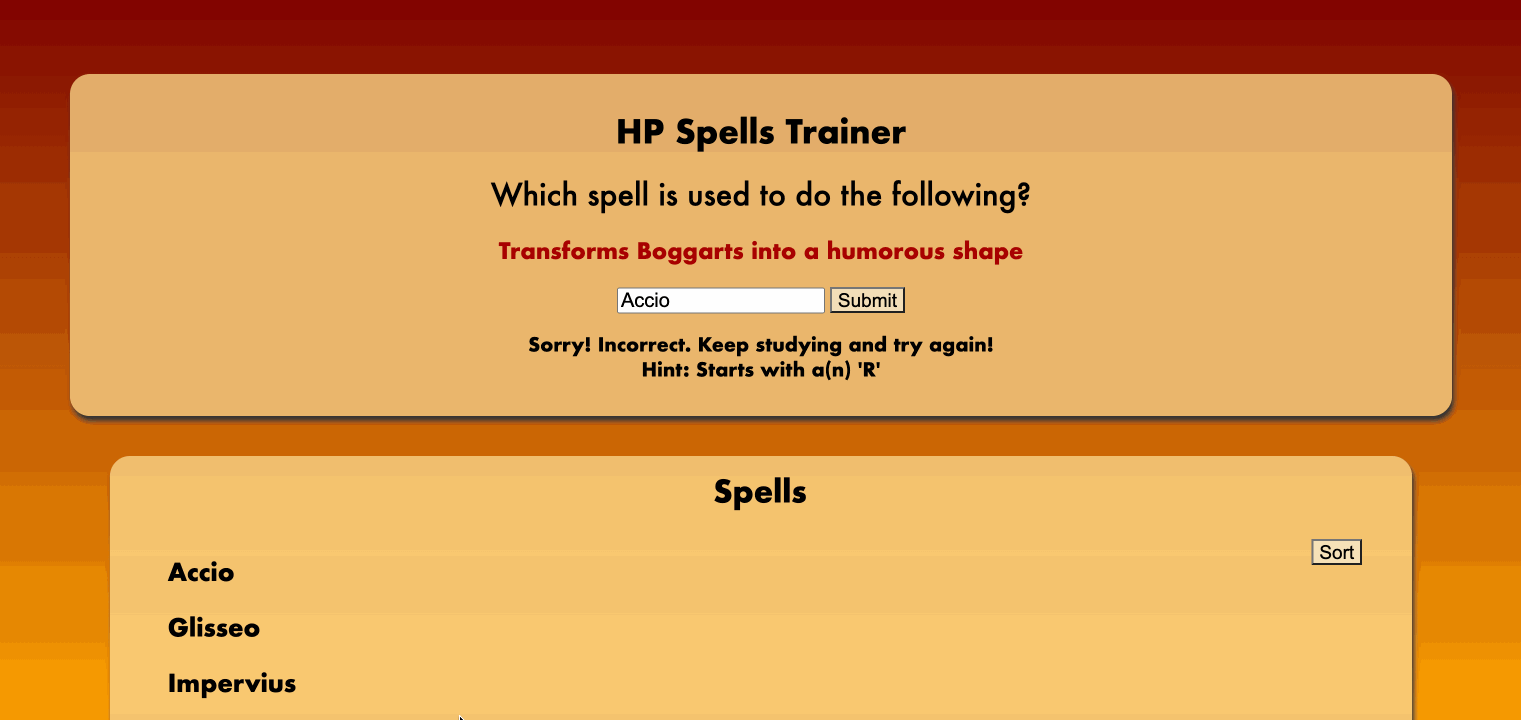 HP Spells Trainer
Which spell is used to do the following?
Transforms Boggarts into a humorous shape
Accio Submit
Sorry! Incorrect. Keep studying and try again!
Hint: Starts with a(n) 'R'
Spells
Sort
Accio
Glisseo
Impervius